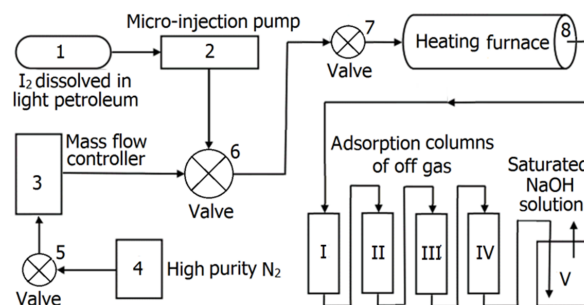 Micro-injection pump
1
2
7
Heating furnace
8
Valve
I2 dissolved in
light petroleum
Mass flow
controller
6
3
Valve
Adsorption columns
of off gas
Saturated
NaOH
solution
5
4
High purity N2
Valve
I
II
III
IV
V